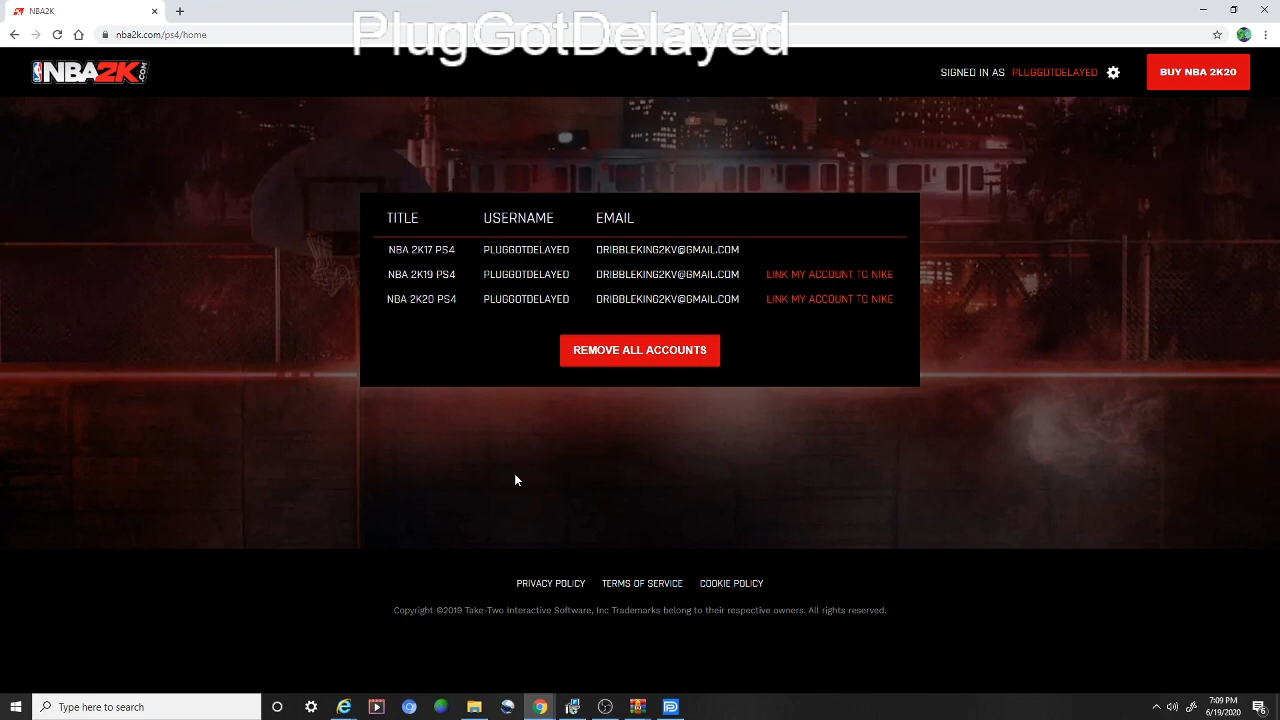 NBA2K
nba2k.com/ps4/home
PlugGotDelayed
NBA2K.COM
SIGNED IN AS PLUGGOTDELAYED
BUY NBA 2K20
TITLE USERNAME EMAIL
NBA 2K17 PS4 PLUGGOTDELAYED DRIBBLEKING2KV@GMAIL.COM
NBA 2K19 PS4 PLUGGOTDELAYED DRIBBLEKING2KV@GMAIL.COM LINK MY ACCOUNT TO NIKE
NBA 2K20 PS4 PLUGGOTDELAYED DRIBBLEKING2KV@GMAIL.COM LINK MY ACCOUNT TO NIKE
REMOVE ALL ACCOUNTS
PRIVACY POLICY TERMS OF SERVICE COOKIE POLICY
Copyright ©2019 Take-Two Interactive Software, Inc Trademarks belong to their respective owners. All rights reserved.
Type here to search
7:09 PM
6/19/2020